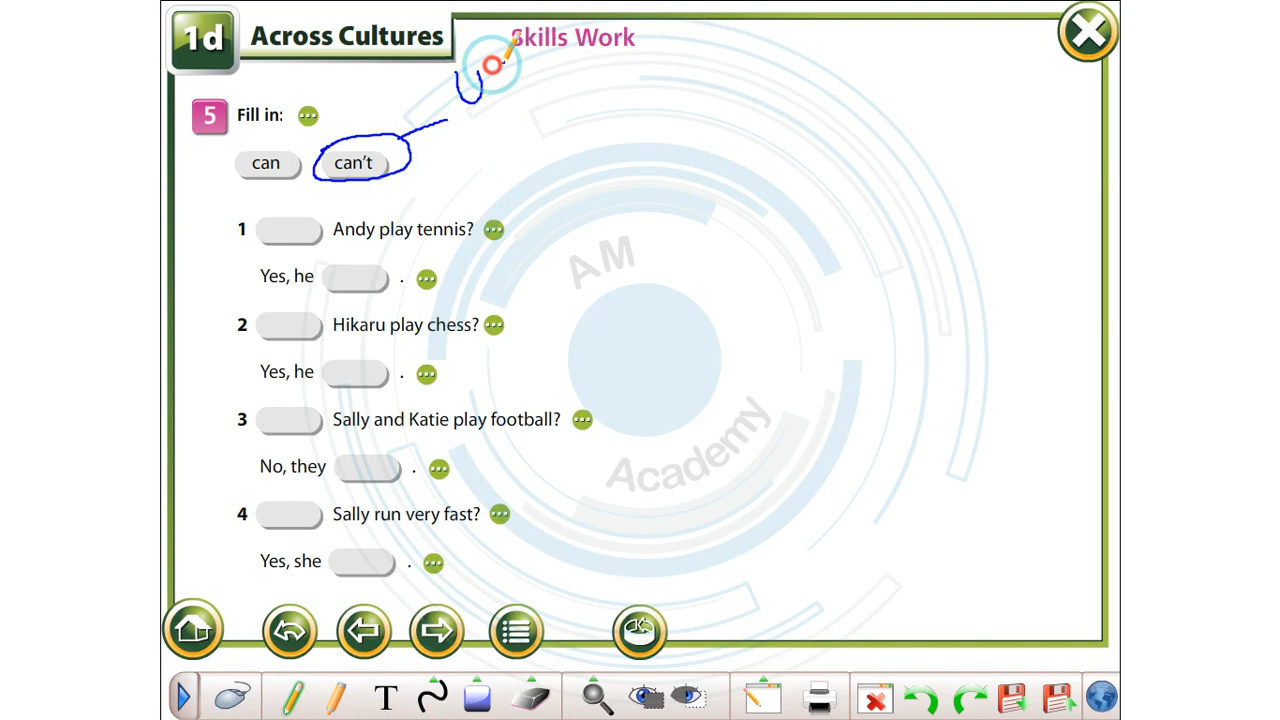 1d Across Cultures Skills Work
5 Fill in:
can can't
1 Andy play tennis?
Yes, he .
2 Hikaru play chess?
Yes, he .
3 Sally and Katie play football?
No, they .
4 Sally run very fast?
Yes, she .
AM
Academy
T